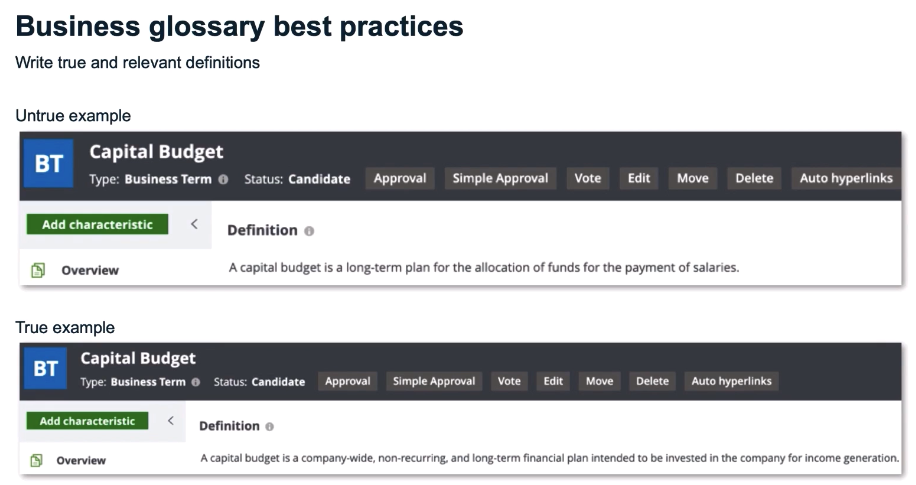 Business glossary best practices
Write true and relevant definitions
Untrue example
BT
Capital Budget
Type: Business Term Status: Candidate Approval Simple Approval Vote Edit Move Delete Auto hyperlinks
Add characteristic
Definition
Overview
A capital budget is a long-term plan for the allocation of funds for the payment of salaries.
True example
BT
Capital Budget
Type: Business Term Status: Candidate Approval Simple Approval Vote Edit Move Delete Auto hyperlinks
Add characteristic
Definition
Overview
A capital budget is a company-wide, non-recurring, and long-term financial plan intended to be invested in the company for income generation.